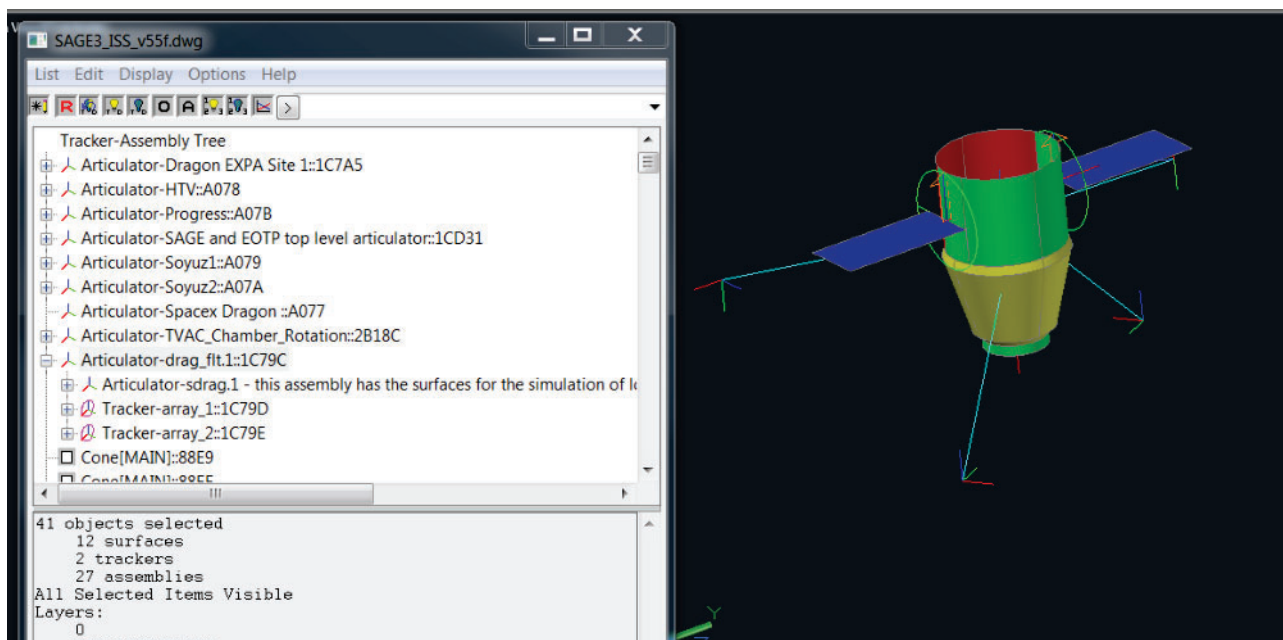 SAGE3_ISS_v55f.dwg
List Edit Display Options Help
R O A
Tracker-Assembly Tree
Articulator-Dragon EXPA Site 1::1C7A5
Articulator-HTV::A078
Articulator-Progress::A07B
Articulator-SAGE and EOTP top level articulator::1CD31
Articulator-Soyuz1::A079
Articulator-Soyuz2::A07A
Articulator-Spacex Dragon ::A077
Articulator-TVAC_Chamber_Rotation::2B18C
Articulator-drag_flt.1::1C79C
Articulator-sdrag.1 - this assembly has the surfaces for the simulation of
Tracker-array_1::1C79D
Tracker-array_2::1C79E
Cone[MAIN]::88E9
41 objects selected
12 surfaces
2 trackers
27 assemblies
All Selected Items Visible
Layers:
0
Y